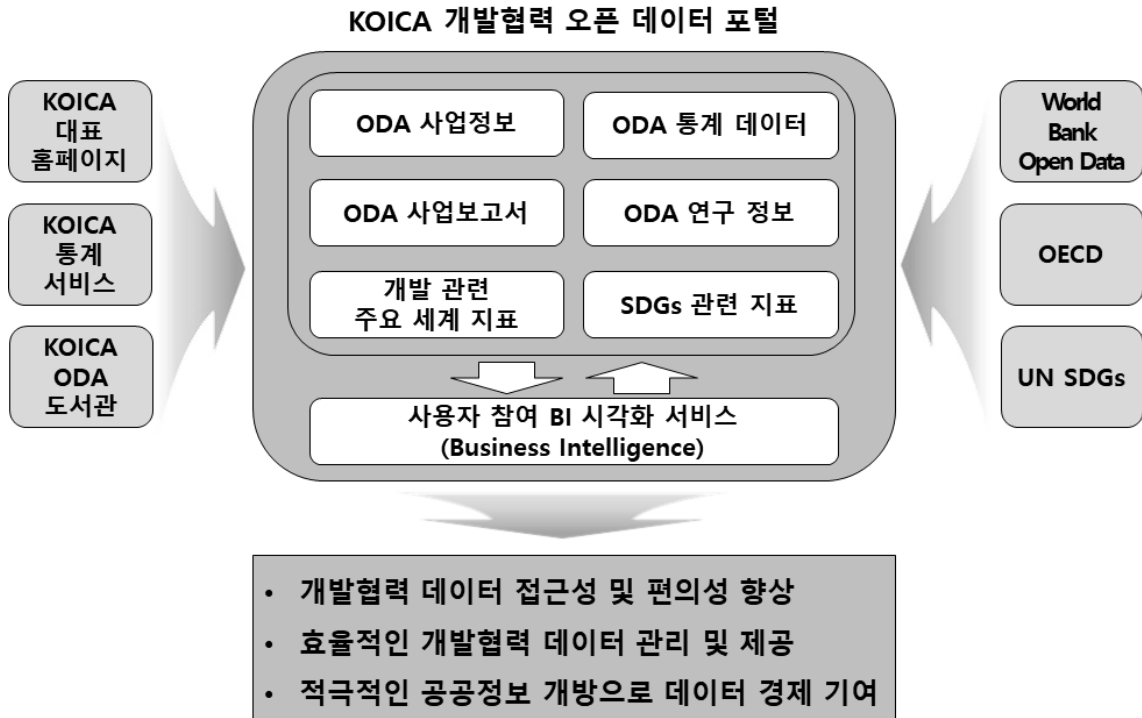 KOICA 개발협력 오픈 데이터 포털
KOICA
대표
홈페이지
KOICA
통계
서비스
KOICA
ODA
도서관
ODA 사업정보
ODA 통계 데이터
ODA 사업보고서
ODA 연구 정보
개발 관련
주요 세계 지표
SDGs 관련 지표
사용자 참여 BI 시각화 서비스
(Business Intelligence)
World
Bank
Open Data
OECD
UN SDGs
• 개발협력 데이터 접근성 및 편의성 향상
• 효율적인 개발협력 데이터 관리 및 제공
• 적극적인 공공정보 개방으로 데이터 경제 기여